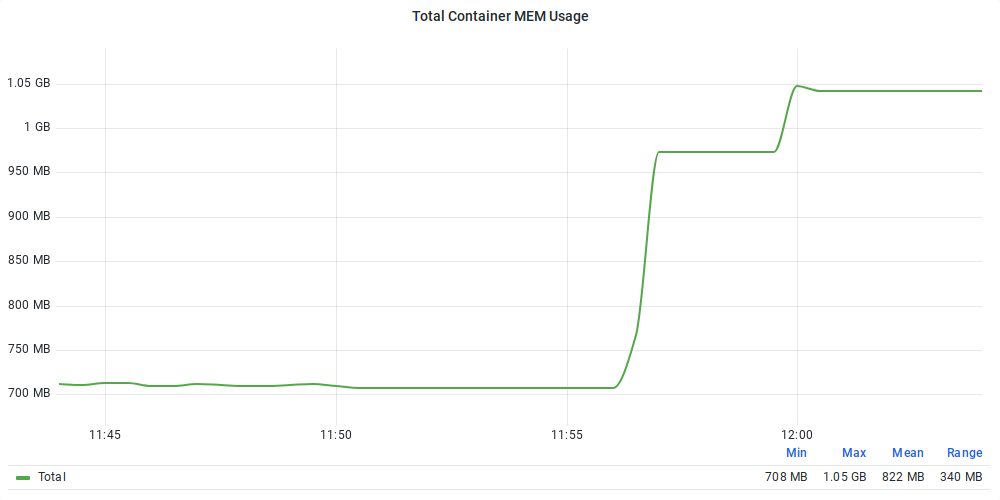 Total Container MEM Usage
1.05 GB
1 GB
950 MB
900 MB
850 MB
800 MB
750 MB
700 MB
11:45 11:50 11:55 12:00
Min Max Mean Range
Total 708 MB 1.05 GB 822 MB 340 MB